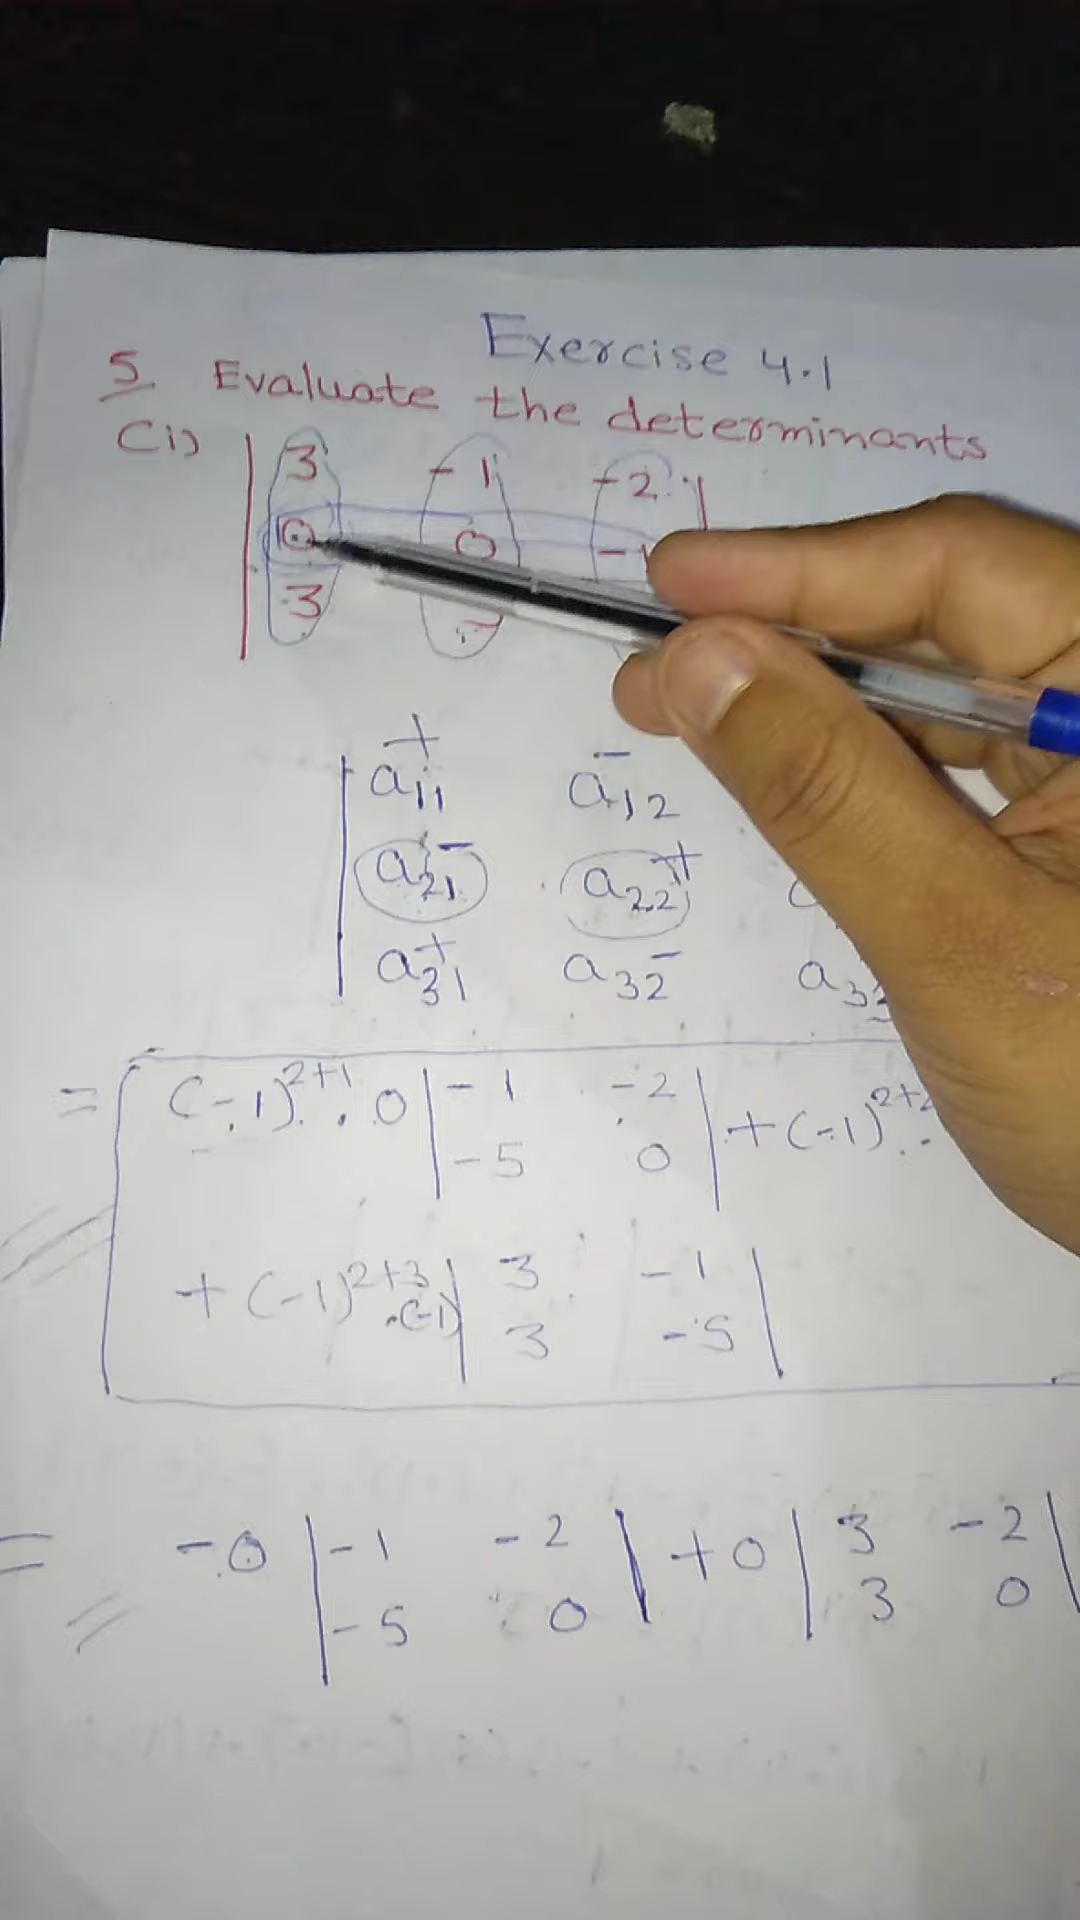 Exercise 4.1
5. Evaluate the determinants
(i) | 3 -1 -2 |
0 0 -1
3 -
| a11+ a12-
a21- a22+
a31+ a32- a3
= (-1)^2+1 . 0 | -1 -2 | + (-1)^2+2 .
-5 0
+ (-1)^2+3 .(-1) | 3 -1 |
3 -5
= -0 | -1 -2 | +0 | 3 -2 |
-5 0 3 0